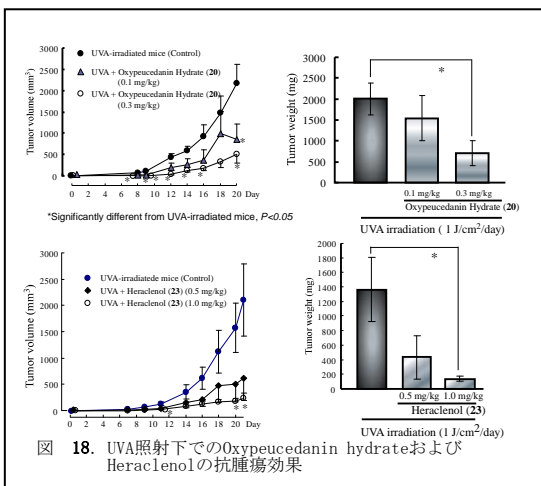 3000
2500
2000
1500
1000
500
0
Tumor volume (mm3)
UVA-irradiated mice (Control)
UVA + Oxypeucedanin Hydrate (20)
(0.1 mg/kg)
UVA + Oxypeucedanin Hydrate (20)
(0.3 mg/kg)
* * * * * * * *
0 2 4 6 8 10 12 14 16 18 20 Day
*Significantly different from UVA-irradiated mice, P<0.05
3000
2500
2000
1500
1000
500
0
Tumor weight (mg)
*
0.1 mg/kg 0.3 mg/kg
Oxypeucedanin Hydrate (20)
UVA irradiation ( 1 J/cm2/day)
3000
2500
2000
1500
1000
500
0
Tumor volume (mm3)
UVA-irradiatede mice (Control)
UVA + Heraclenol (23) (0.5 mg/kg)
UVA + Heraclenol (23) (1.0 mg/kg)
* * *
0 2 4 6 8 10 12 14 16 18 20 Day
1800
1600
1400
1200
1000
800
600
400
200
0
Tumor weight (mg)
*
0.5 mg/kg 1.0 mg/kg
Heraclenol (23)
UVA irradiation (1 J/cm2/day)
図 18. UVA照射下でのOxypeucedanin hydrateおよび
Heraclenolの抗腫瘍効果